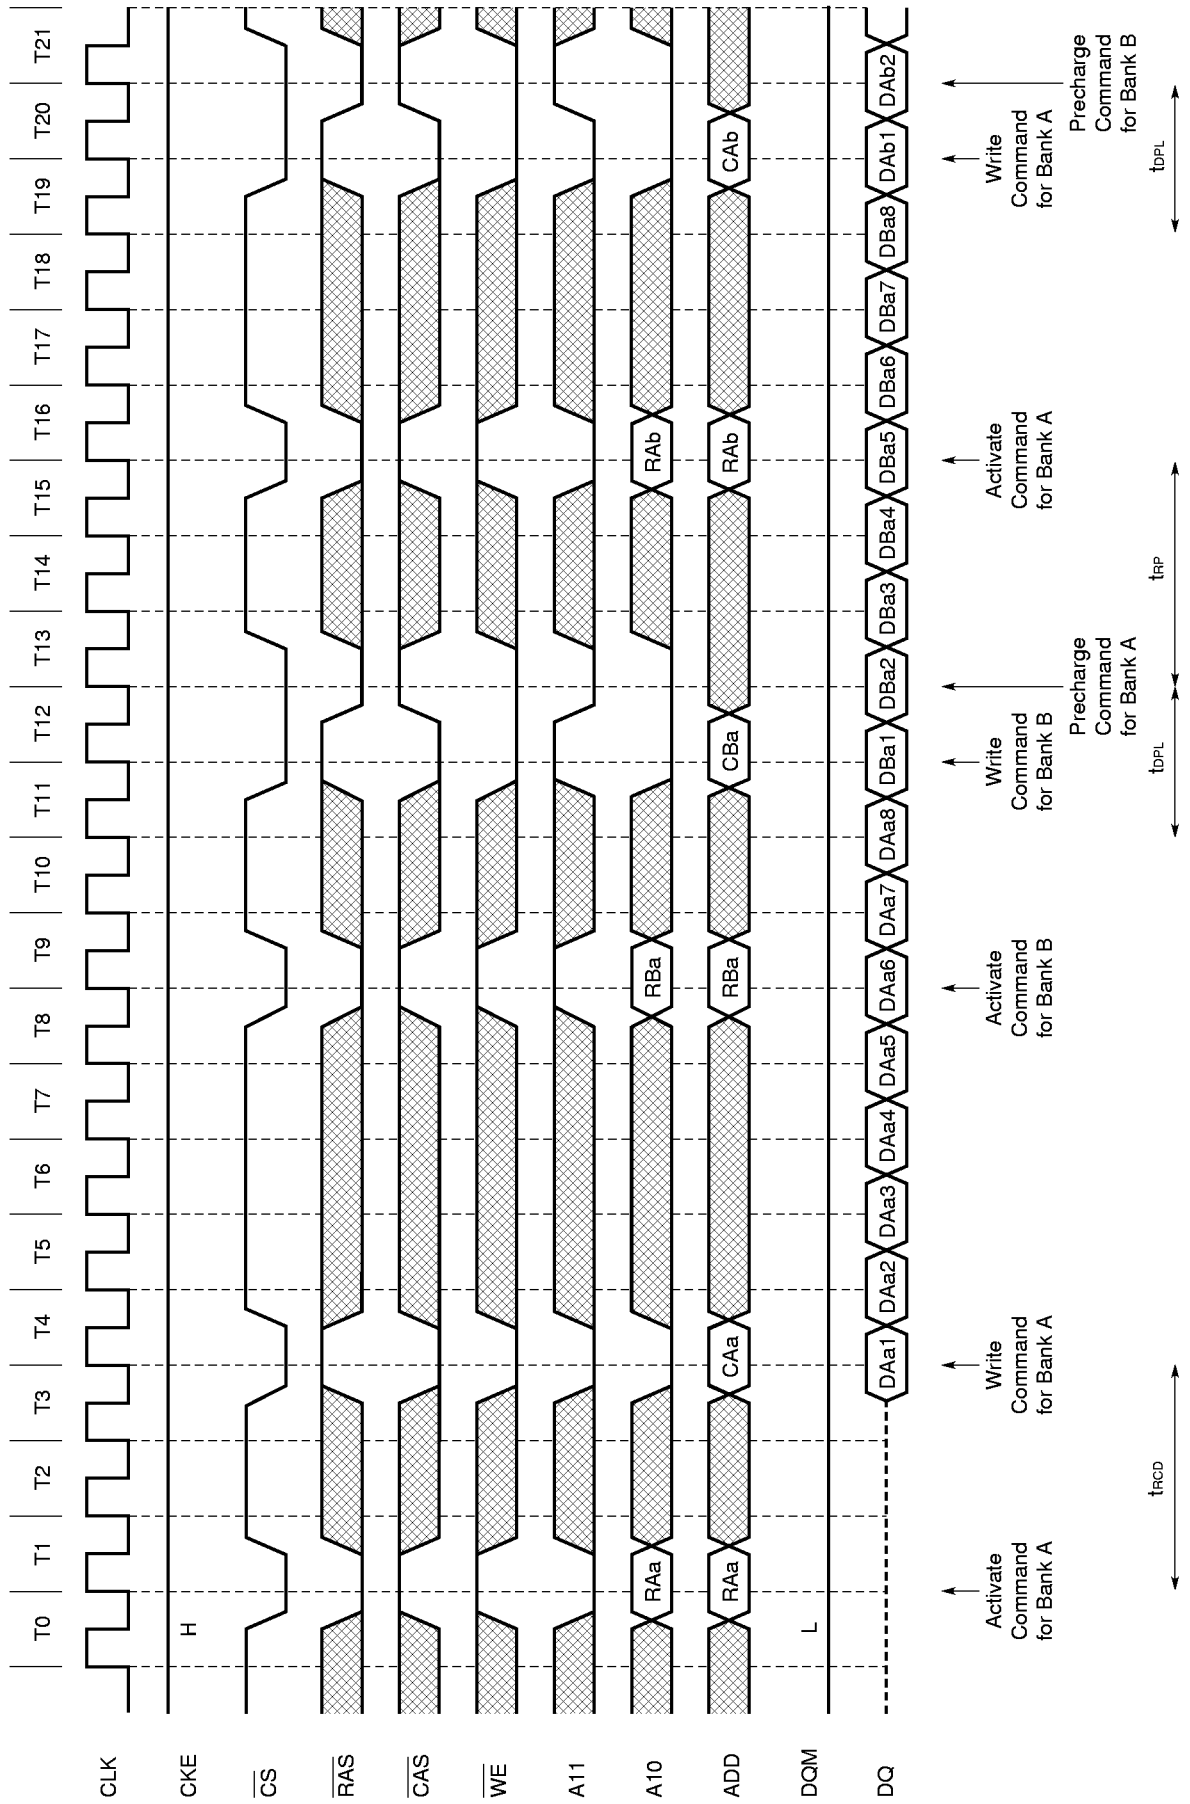 T0 T1 T2 T3 T4 T5 T6 T7 T8 T9 T10 T11 T12 T13 T14 T15 T16 T17 T18 T19 T20 T21
CLK
CKE H
CS
RAS
CAS
WE
A11
A10 RAa RBa RAb
ADD RAa CAa RBa CBa RAb CAb
DQM L
DQ DAa1 DAa2 DAa3 DAa4 DAa5 DAa6 DAa7 DAa8 DBa1 DBa2 DBa3 DBa4 DBa5 DBa6 DBa7 DBa8 DAb1 DAb2
Activate
Command
for Bank A
Write
Command
for Bank A
Activate
Command
for Bank B
Write
Command
for Bank B
Precharge
Command
for Bank A
Activate
Command
for Bank A
Write
Command
for Bank A
Precharge
Command
for Bank B
tRCD
tDPL
tRP
tDPL